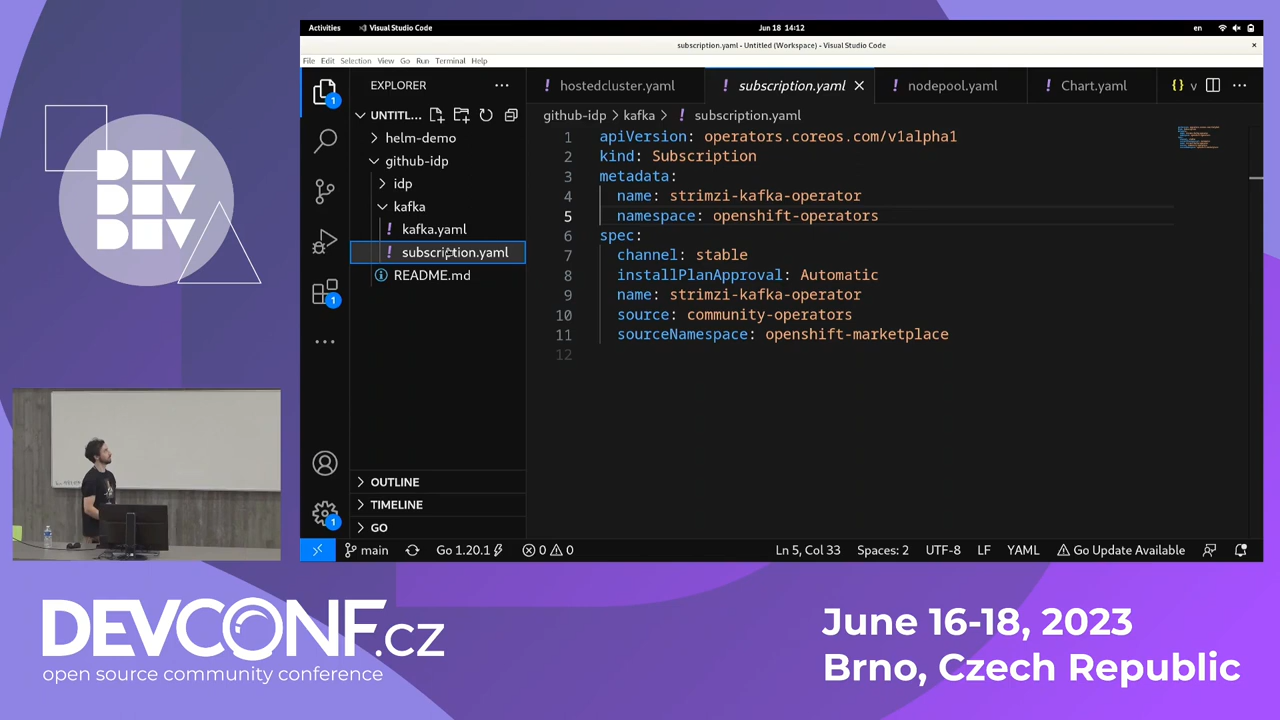 Activities
Visual Studio Code
Jun 18 14:12
en
subscription.yaml - Untitled (Workspace) - Visual Studio Code
File Edit Selection View Go Run Terminal Help
EXPLORER
hostedcluster.yaml
subscription.yaml
nodepool.yaml
Chart.yaml
v
1
UNTITL...
helm-demo
github-idp
idp
kafka
kafka.yaml
subscription.yaml
README.md
1
OUTLINE
TIMELINE
GO
1
github-idp > kafka > subscription.yaml
1 apiVersion: operators.coreos.com/v1alpha1
2 kind: Subscription
3 metadata:
4 name: strimzi-kafka-operator
5 namespace: openshift-operators
6 spec:
7 channel: stable
8 installPlanApproval: Automatic
9 name: strimzi-kafka-operator
10 source: community-operators
11 sourceNamespace: openshift-marketplace
12
main
Go 1.20.1
0
0
Ln 5, Col 33
Spaces: 2
UTF-8
LF
YAML
Go Update Available
DEVCONF.cz
open source community conference
June 16-18, 2023
Brno, Czech Republic